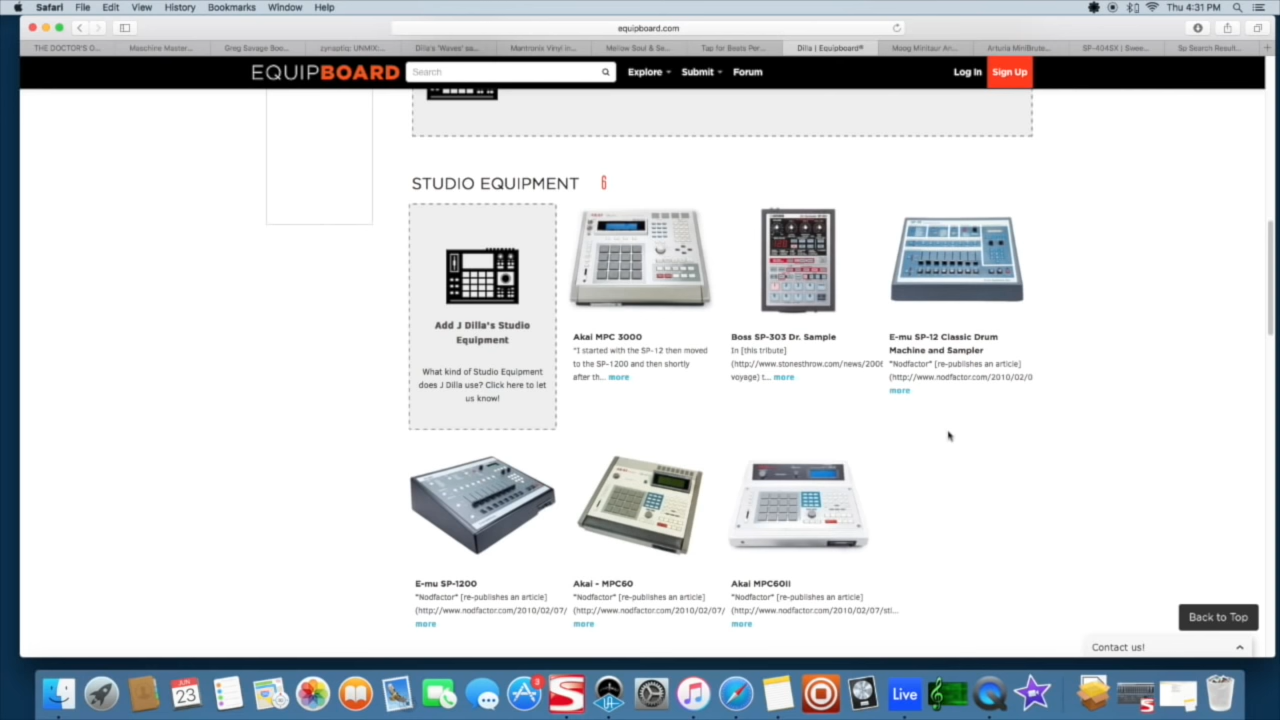 Safari File Edit View History Bookmarks Window Help
Thu 4:31 PM
equipboard.com
THE DOCTOR'S O...
Maschine Master...
Greg Savage Boo...
zynaptiq: UNMIX:...
Dilla's 'Waves' sa...
Mantronix Vinyl in...
Mellow Soul & Se...
Tap for Beats Per...
Dilla | Equipboard®
Moog Minitaur An...
Arturia MiniBrute...
SP-404SX | Swee...
Sp Search Result...
EQUIPBOARD
Search
Explore
Submit
Forum
Log In
Sign Up
STUDIO EQUIPMENT 6
Add J Dilla's Studio
Equipment
What kind of Studio Equipment
does J Dilla use? Click here to let
us know!
Akai MPC 3000
"I started with the SP-12 then moved
to the SP-1200 and then shortly
after th... more
Boss SP-303 Dr. Sample
In [this tribute]
(http://www.stonesthrow.com/news/2006
voyage) t... more
E-mu SP-12 Classic Drum
Machine and Sampler
"Nodfactor" [re-publishes an article]
(http://www.nodfactor.com/2010/02/0
more
E-mu SP-1200
"Nodfactor" [re-publishes an article]
(http://www.nodfactor.com/2010/02/07/
more
Akai - MPC60
"Nodfactor" [re-publishes an article]
(http://www.nodfactor.com/2010/02/07/
more
Akai MPC60II
"Nodfactor" [re-publishes an article]
(http://www.nodfactor.com/2010/02/07/sti...
more
Back to Top
Contact us!
JUN
23
3
Live